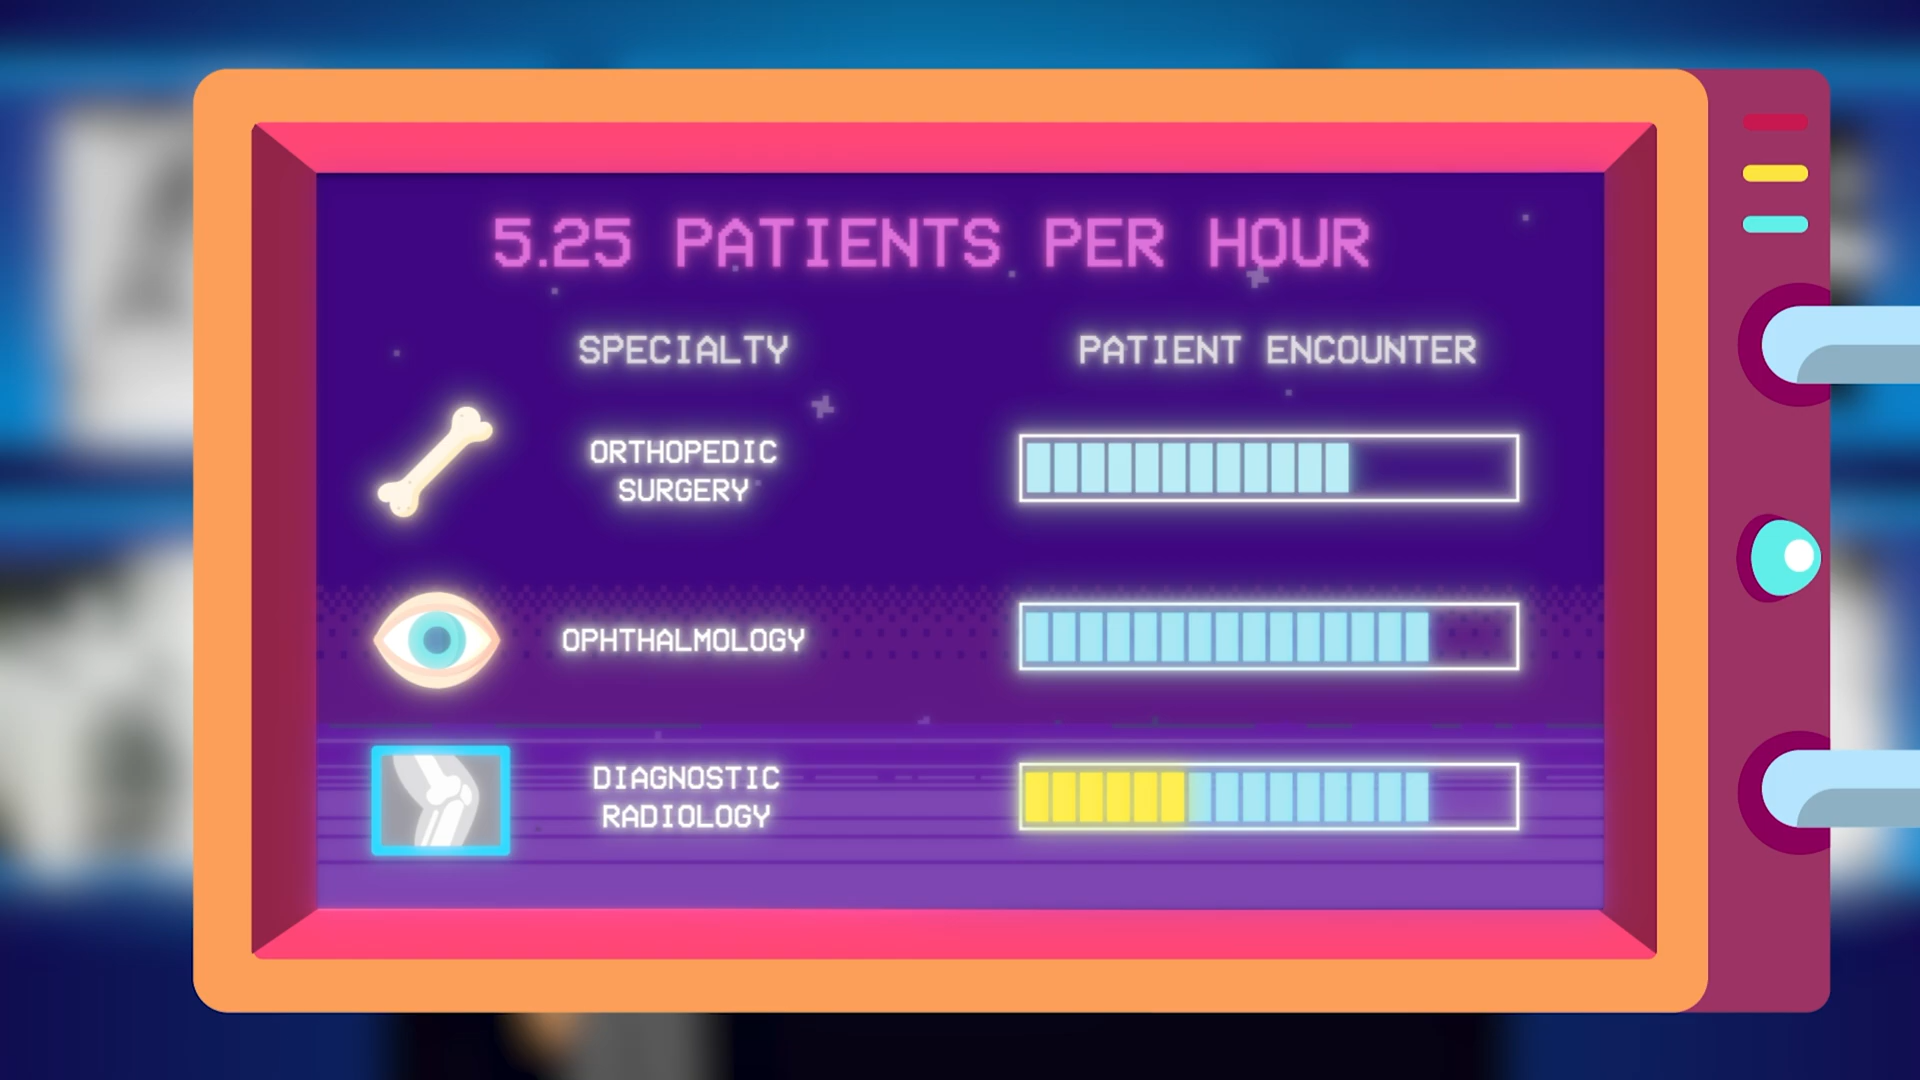 5.25 PATIENTS PER HOUR
SPECIALTY
PATIENT ENCOUNTER
ORTHOPEDIC
SURGERY
OPHTHALMOLOGY
DIAGNOSTIC
RADIOLOGY